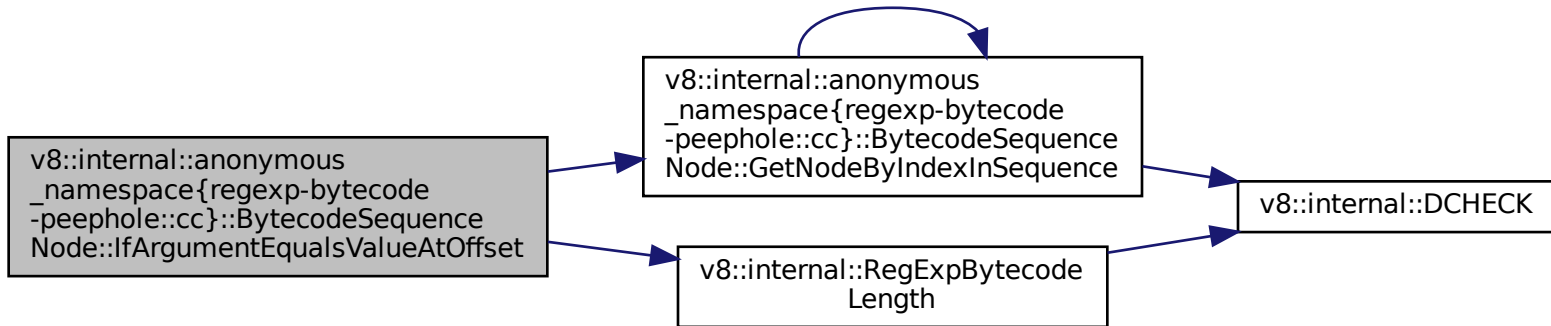 v8::internal::anonymous
_namespace{regexp-bytecode
-peephole::cc}::BytecodeSequence
Node::IfArgumentEqualsValueAtOffset
v8::internal::anonymous
_namespace{regexp-bytecode
-peephole::cc}::BytecodeSequence
Node::GetNodeByIndexInSequence
v8::internal::RegExpBytecode
Length
v8::internal::DCHECK